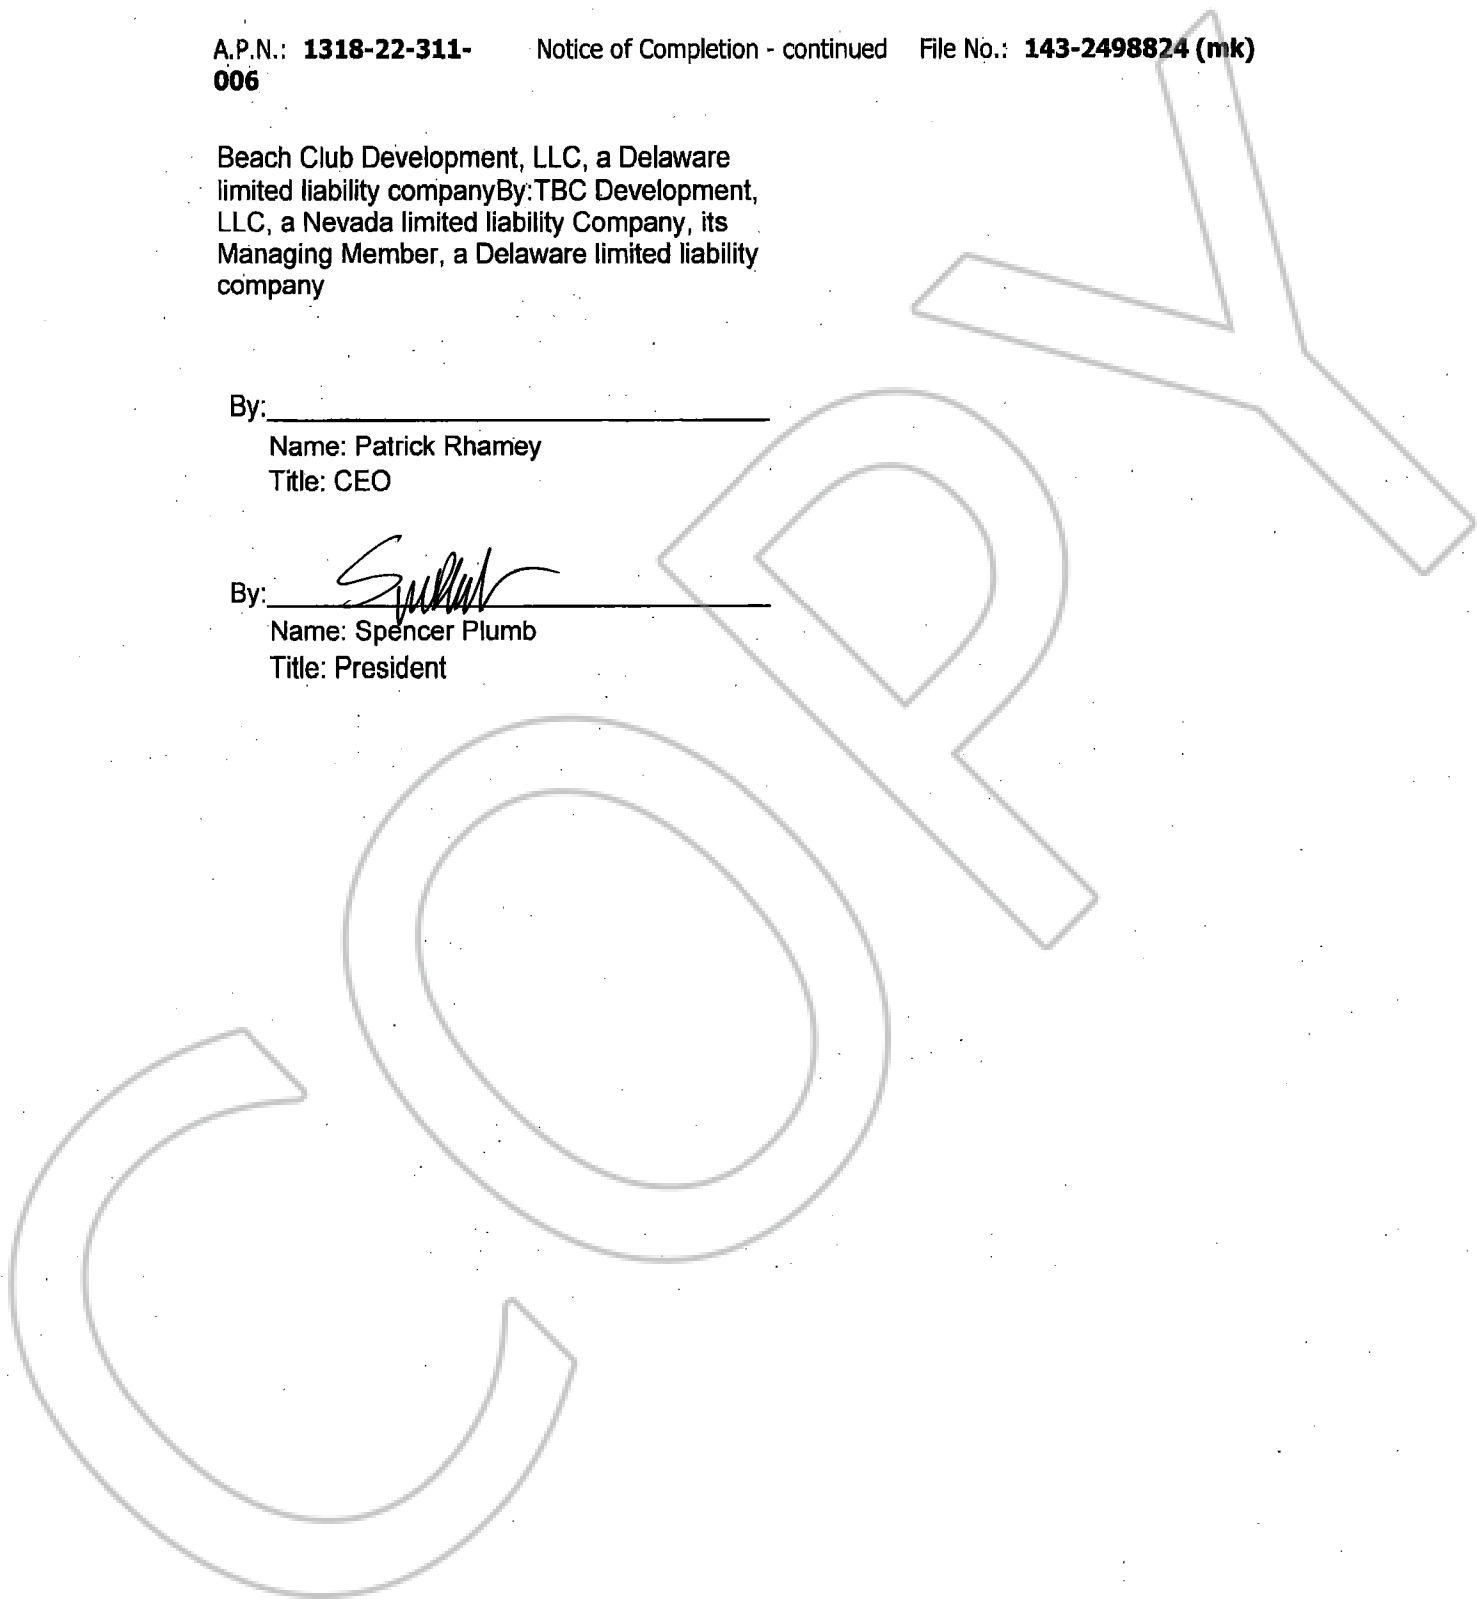 A.P.N.: 1318-22-311- Notice of Completion - continued File No.: 143-2498824 (mk)
006
Beach Club Development, LLC, a Delaware
limited liability companyBy:TBC Development,
LLC, a Nevada limited liability Company, its
Managing Member, a Delaware limited liability
company
By:
Name: Patrick Rhamey
Title: CEO
By:
Name: Spencer Plumb
Title: President
COPY